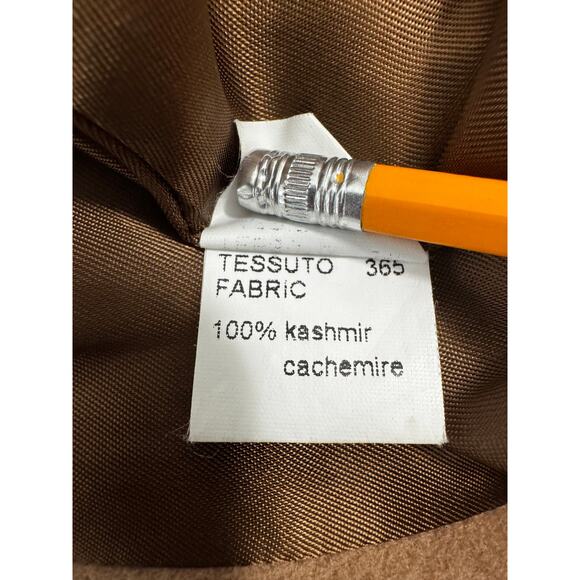 TESSUTO 365
FABRIC
100% kashmir
cachemire